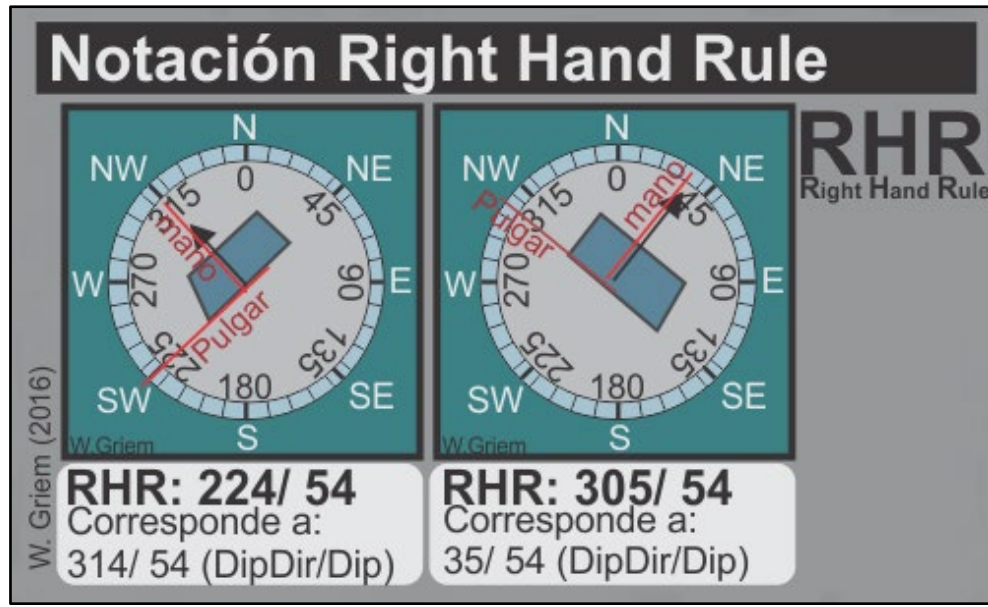 Notación Right Hand Rule
RHR
Right Hand Rule
N
NE
E
SE
S
SW
W
NW
0
45
90
135
180
225
270
315
mano
Pulgar
W.Griem
N
NE
E
SE
S
SW
W
NW
0
45
90
135
180
225
270
315
mano
Pulgar
W.Griem
W. Griem (2016)
RHR: 224/ 54
Corresponde a:
314/ 54 (DipDir/Dip)
RHR: 305/ 54
Corresponde a:
35/ 54 (DipDir/Dip)